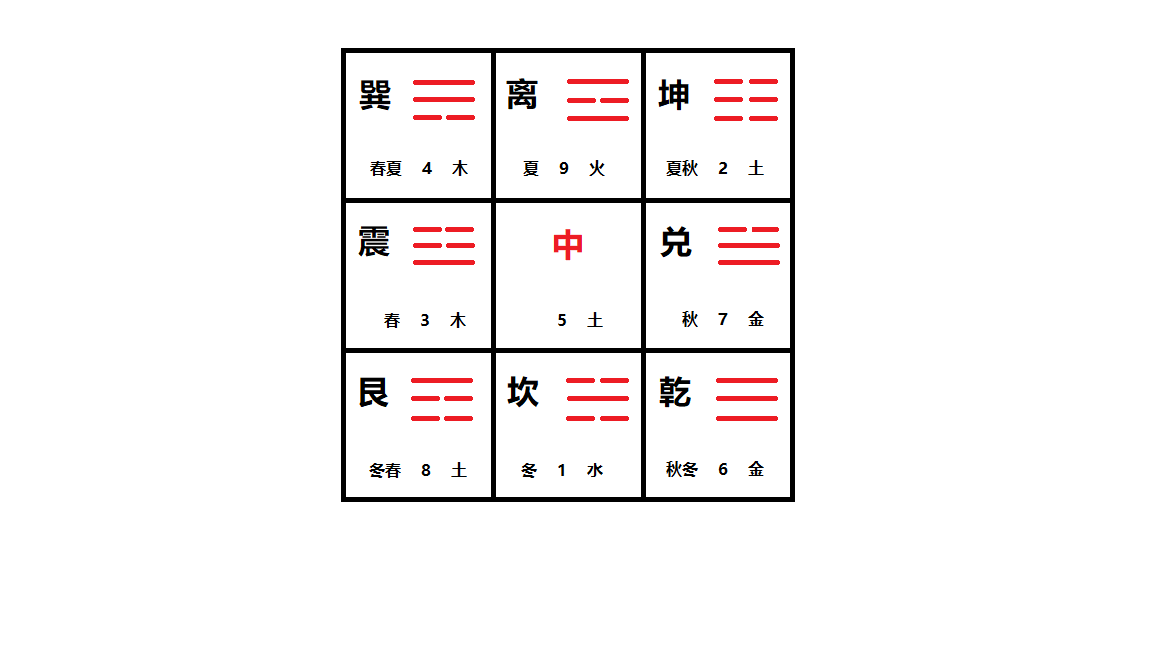 巽 离 坤
春夏 4 木 夏 9 火 夏秋 2 土
震 中 兑
春 3 木 5 土 秋 7 金
艮 坎 乾
冬春 8 土 冬 1 水 秋冬 6 金